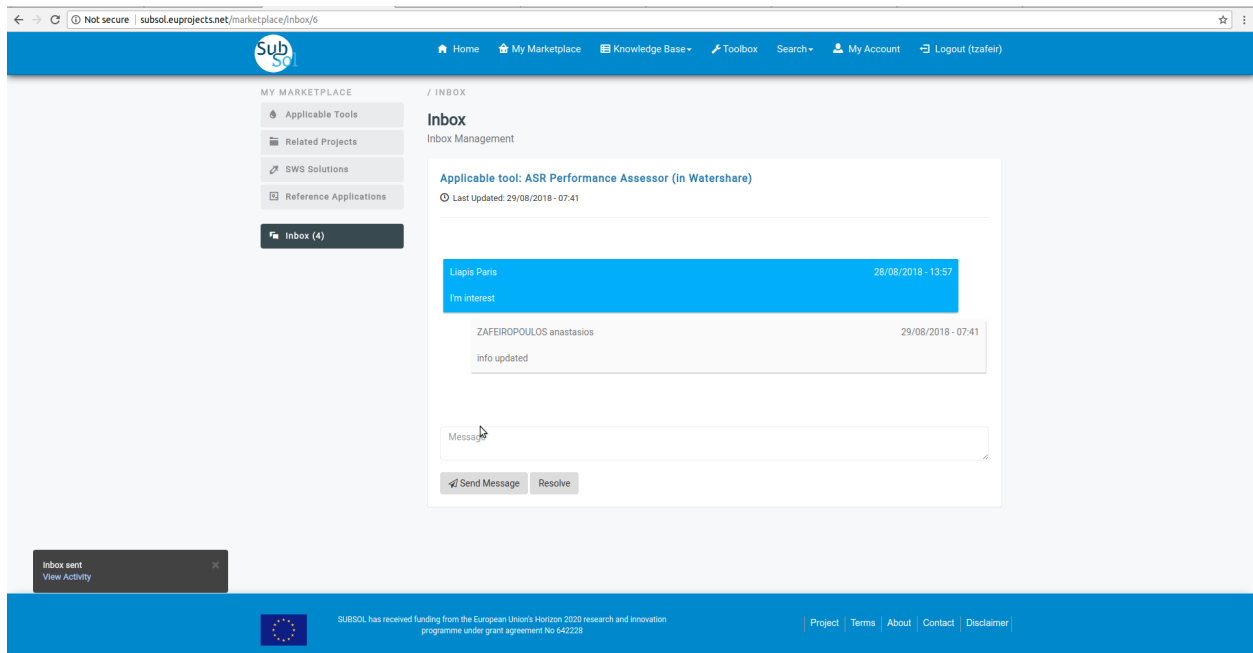 Not secure | subsol.euprojects.net/marketplace/inbox/6
Sub Sol
Home My Marketplace Knowledge Base Toolbox Search My Account Logout (tzafeir)
MY MARKETPLACE
Applicable Tools
Related Projects
SWS Solutions
Reference Applications
Inbox (4)
/ INBOX
Inbox
Inbox Management
Applicable tool: ASR Performance Assessor (in Watershare)
Last Updated: 29/08/2018 - 07:41
Liapis Paris 28/08/2018 - 13:57
I'm interest
ZAFEIROPOULOS anastasios 29/08/2018 - 07:41
info updated
Message
Send Message Resolve
Inbox sent
View Activity
SUBSOL has received funding from the European Union's Horizon 2020 research and innovation
programme under grant agreement No 642228
Project | Terms | About | Contact | Disclaimer